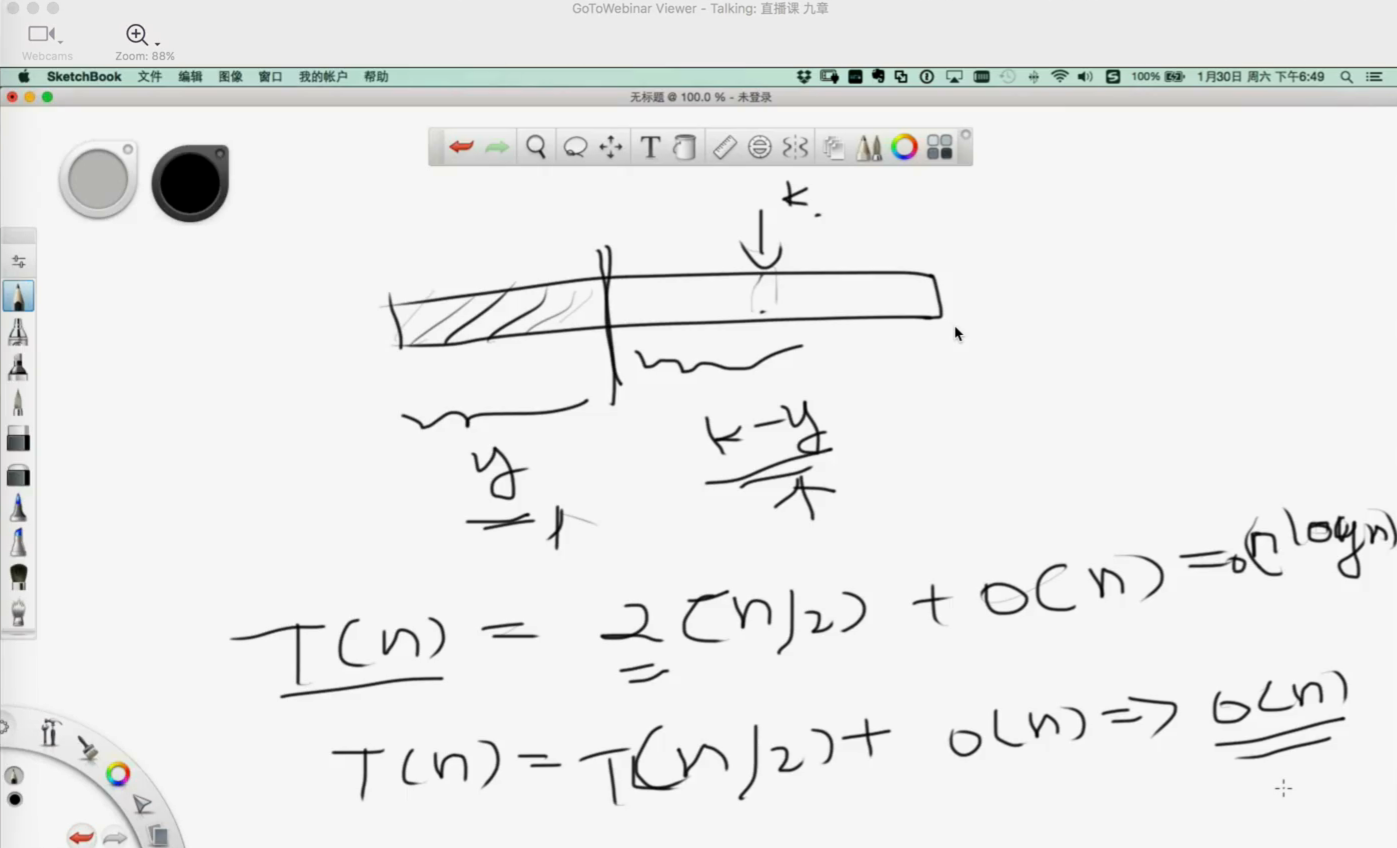 GoToWebinar Viewer - Talking: 直播课 九章
Webcams
Zoom: 88%
SketchBook 文件 编辑 图像 窗口 我的帐户 帮助 100% 1月30日 周六 下午6:49
无标题 @ 100.0 % - 未登录
T
k.
y
k-y
T(n) = 2(n/2) + O(n) = O(n logn)
T(n) = T(n/2) + O(n) => O(n)